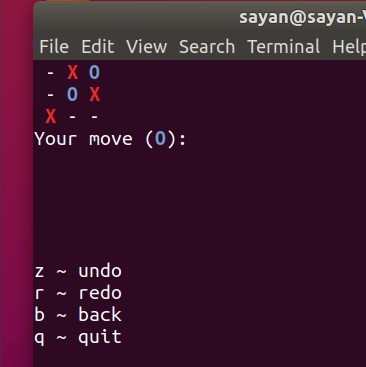 sayan@sayan-V
File Edit View Search Terminal Help
- X O
- O X
X - -
Your move (O):
z ~ undo
r ~ redo
b ~ back
q ~ quit